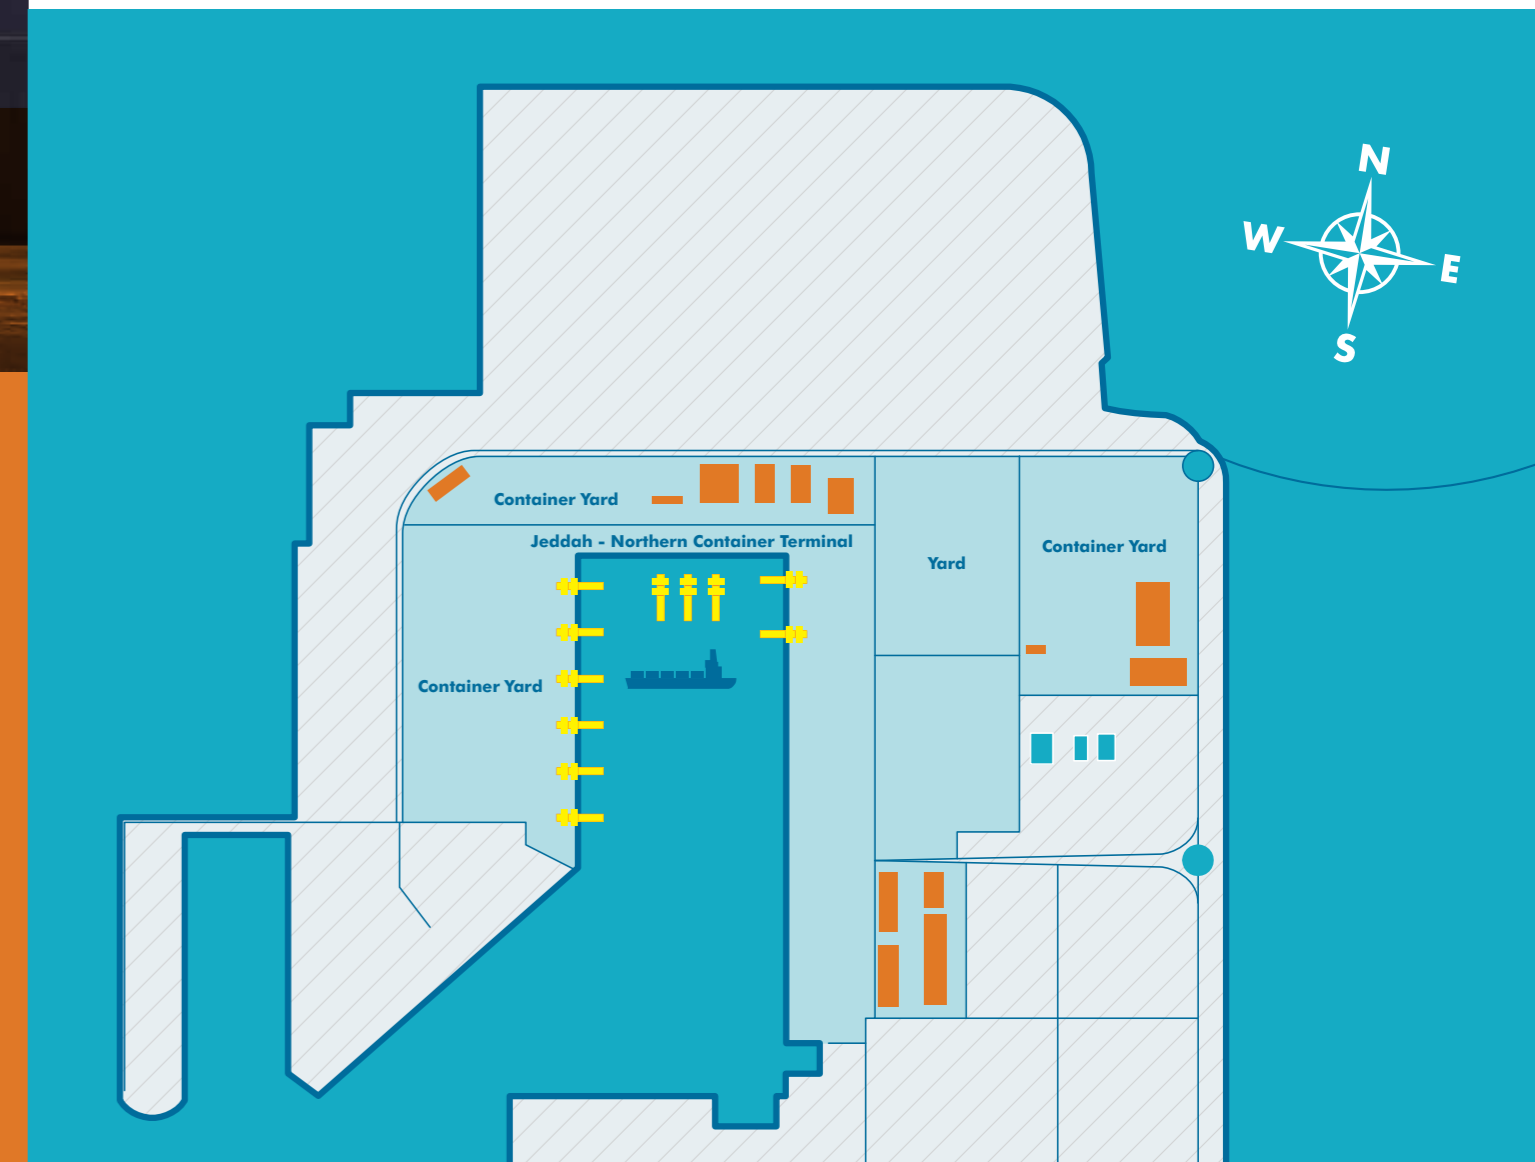 N
W
E
S
Container Yard
Jeddah - Northern Container Terminal
Container Yard
Yard
Container Yard